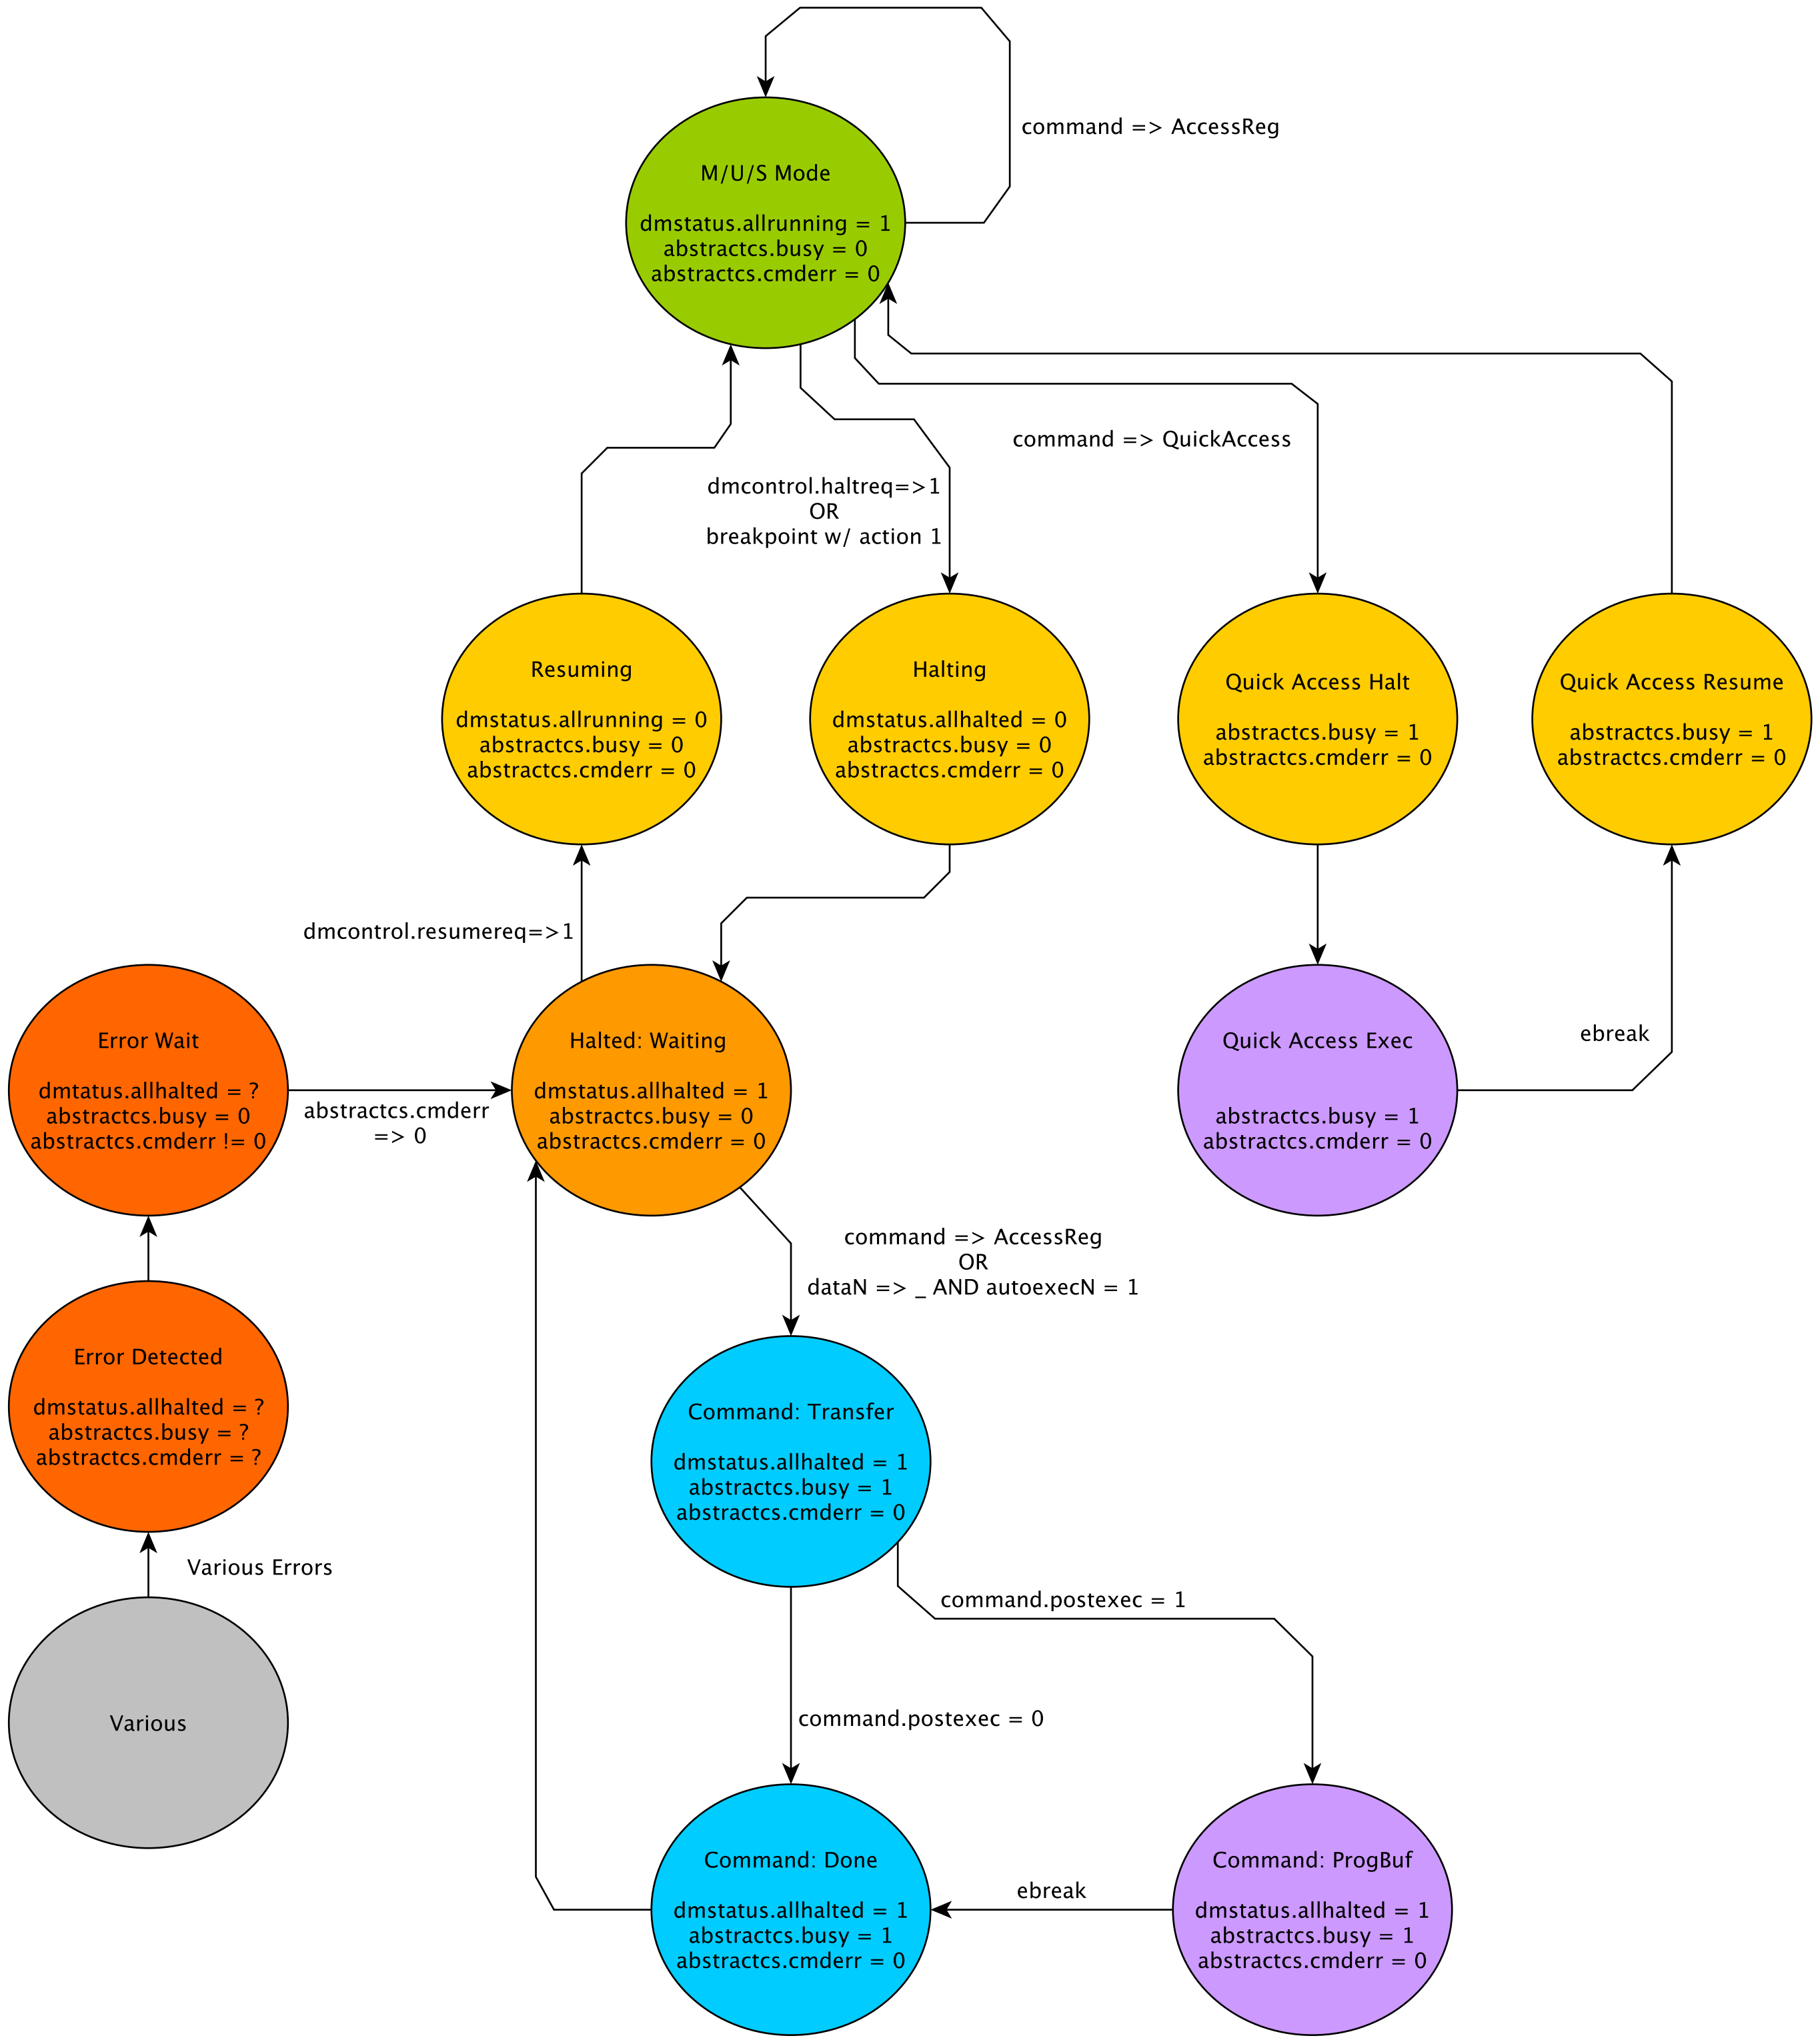 command => AccessReg
M/U/S Mode
dmstatus.allrunning = 1
abstractcs.busy = 0
abstractcs.cmderr = 0
command => QuickAccess
dmcontrol.haltreq=>1
OR
breakpoint w/ action 1
Resuming
dmstatus.allrunning = 0
abstractcs.busy = 0
abstractcs.cmderr = 0
Halting
dmstatus.allhalted = 0
abstractcs.busy = 0
abstractcs.cmderr = 0
Quick Access Halt
abstractcs.busy = 1
abstractcs.cmderr = 0
Quick Access Resume
abstractcs.busy = 1
abstractcs.cmderr = 0
dmcontrol.resumereq=>1
Error Wait
dmtatus.allhalted = ?
abstractcs.busy = 0
abstractcs.cmderr != 0
abstractcs.cmderr
=> 0
Halted: Waiting
dmstatus.allhalted = 1
abstractcs.busy = 0
abstractcs.cmderr = 0
Quick Access Exec
abstractcs.busy = 1
abstractcs.cmderr = 0
ebreak
command => AccessReg
OR
dataN => _ AND autoexecN = 1
Error Detected
dmstatus.allhalted = ?
abstractcs.busy = ?
abstractcs.cmderr = ?
Command: Transfer
dmstatus.allhalted = 1
abstractcs.busy = 1
abstractcs.cmderr = 0
Various Errors
command.postexec = 1
Various
command.postexec = 0
Command: Done
dmstatus.allhalted = 1
abstractcs.busy = 1
abstractcs.cmderr = 0
ebreak
Command: ProgBuf
dmstatus.allhalted = 1
abstractcs.busy = 1
abstractcs.cmderr = 0